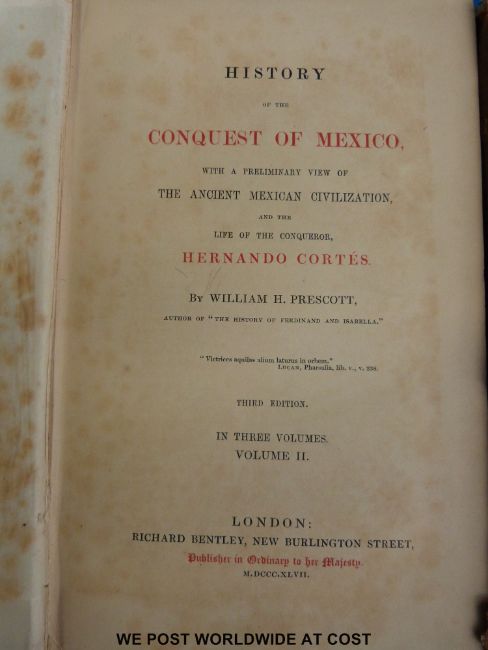 HISTORY
OF THE
CONQUEST OF MEXICO,
WITH A PRELIMINARY VIEW OF
THE ANCIENT MEXICAN CIVILIZATION,
AND THE
LIFE OF THE CONQUEROR,
HERNANDO CORTÉS.
BY WILLIAM H. PRESCOTT,
AUTHOR OF "THE HISTORY OF FERDINAND AND ISABELLA."
"Victrices aquilas alium laturus in orbem."
LUCAN, Pharsalia, lib. v., v. 238.
THIRD EDITION.
IN THREE VOLUMES.
VOLUME II.
LONDON:
RICHARD BENTLEY, NEW BURLINGTON STREET,
Publisher in Ordinary to her Majesty.
M.DCCC.XLVII.
WE POST WORLDWIDE AT COST